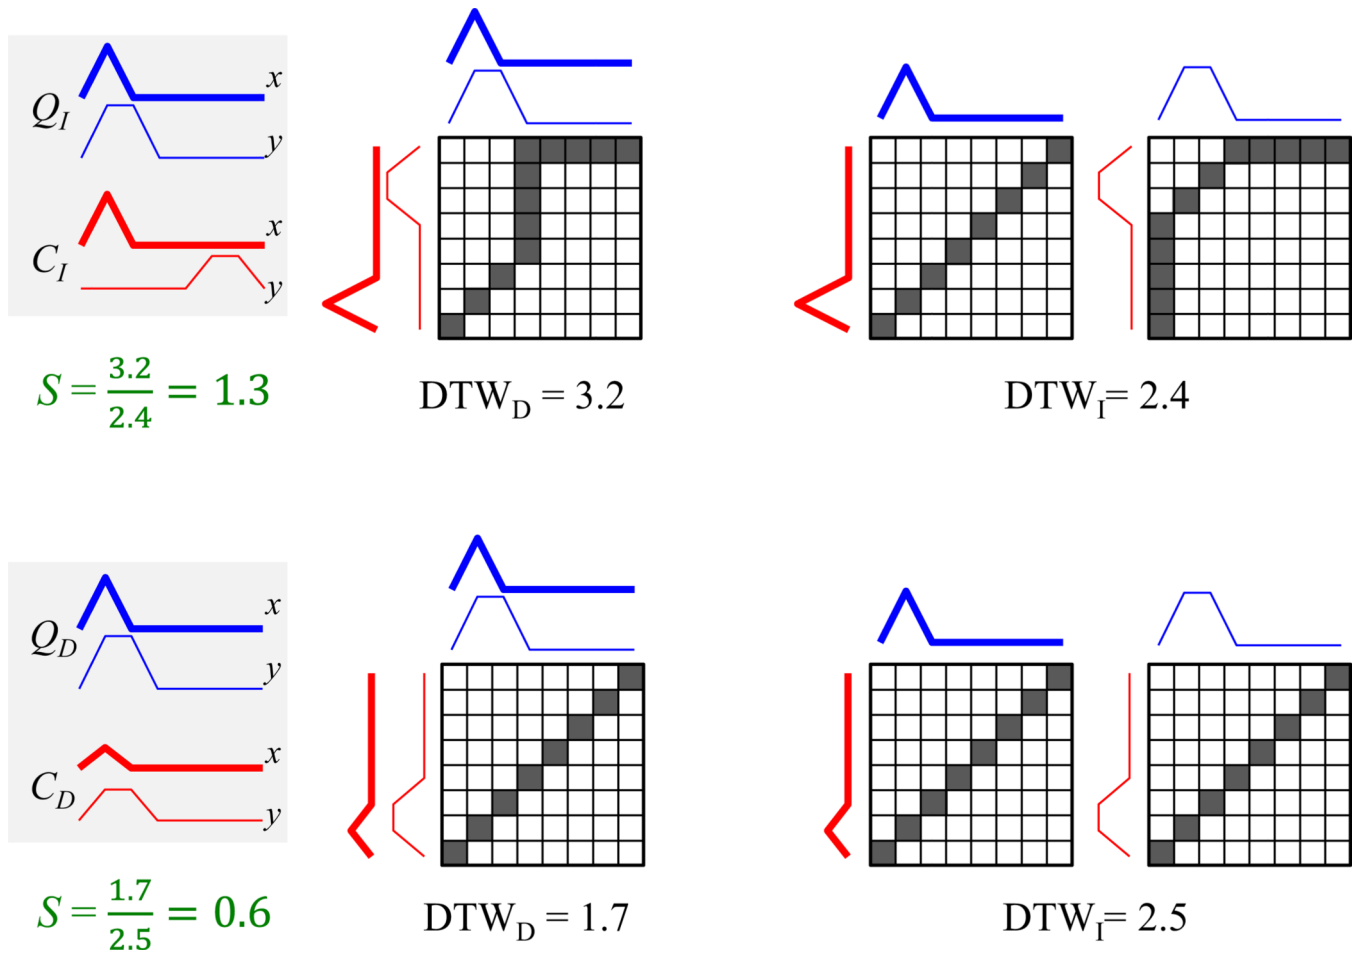 Q_I x
y
C_I x
y
S = 3.2/2.4 = 1.3
DTW_D = 3.2
DTW_I= 2.4
Q_D x
y
C_D x
y
S = 1.7/2.5 = 0.6
DTW_D = 1.7
DTW_I= 2.5